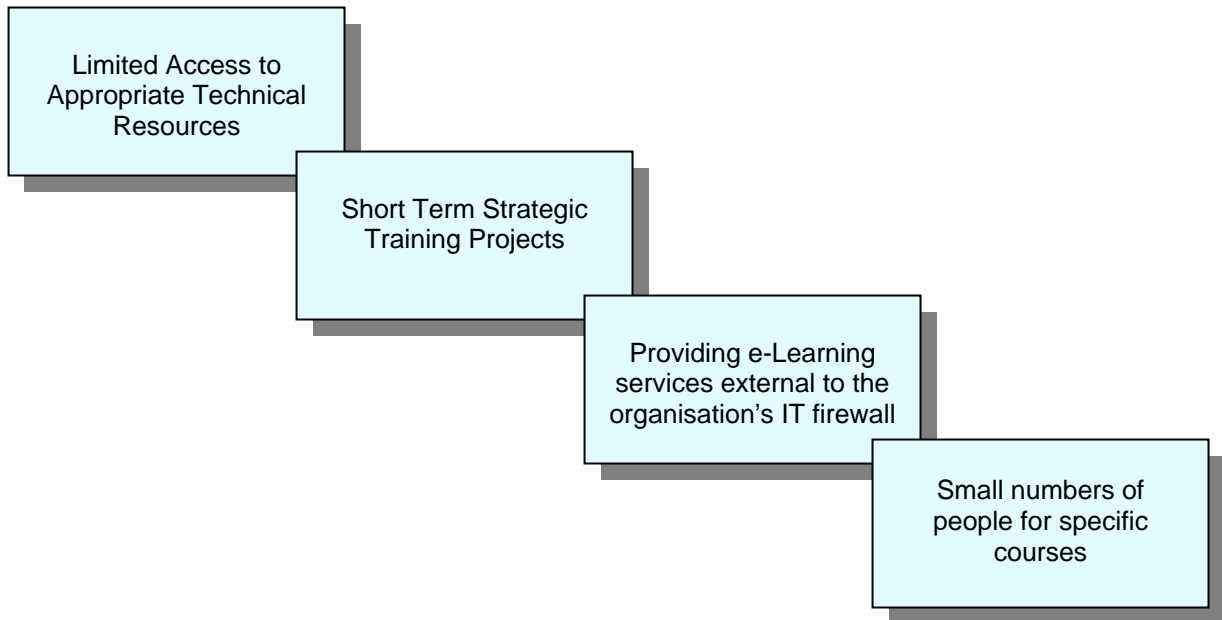 Limited Access to
Appropriate Technical
Resources
Short Term Strategic
Training Projects
Providing e-Learning
services external to the
organisation’s IT firewall
Small numbers of
people for specific
courses